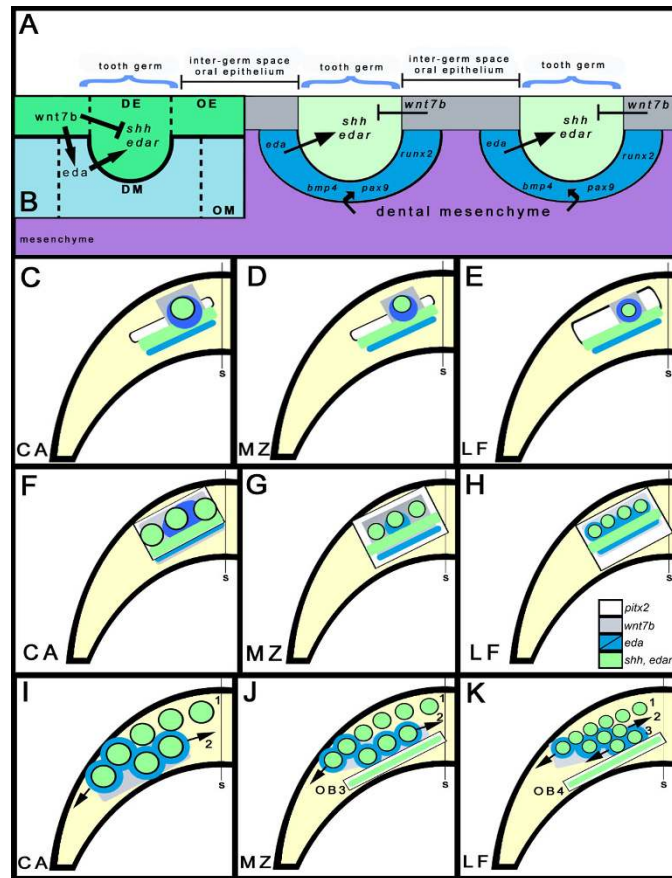 A
tooth germ
inter-germ space
oral epithelium
tooth germ
inter-germ space
oral epithelium
tooth germ
DE OE
wnt7b
shh
edar
eda
DM
OM
B
mesenchyme
wnt7b
shh
edar
eda
runx2
bmp4 pax9
wnt7b
shh
edar
eda
runx2
bmp4 pax9
dental mesenchyme
C
s
CA
D
s
MZ
E
s
LF
F
s
CA
G
s
MZ
H
s
LF
pitx2
wnt7b
eda
shh, edar
I
1
2
s
CA
J
1
2
OB3
s
MZ
K
1
2
3
OB4
s
LF